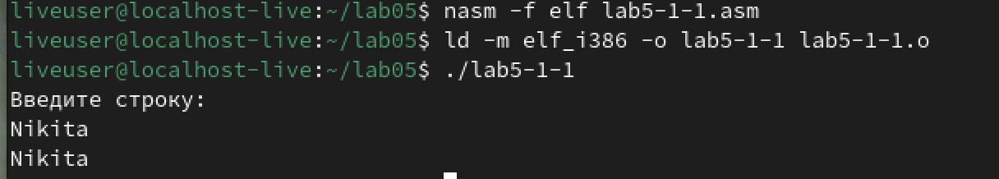 liveuser@localhost-live:~/lab05$ nasm -f elf lab5-1-1.asm
liveuser@localhost-live:~/lab05$ ld -m elf_i386 -o lab5-1-1 lab5-1-1.o
liveuser@localhost-live:~/lab05$ ./lab5-1-1
Введите строку:
Nikita
Nikita